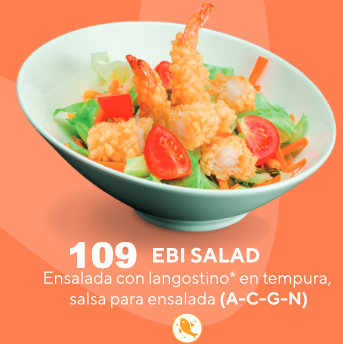 109 EBI SALAD
Ensalada con langostino* en tempura,
salsa para ensalada (A-C-G-N)